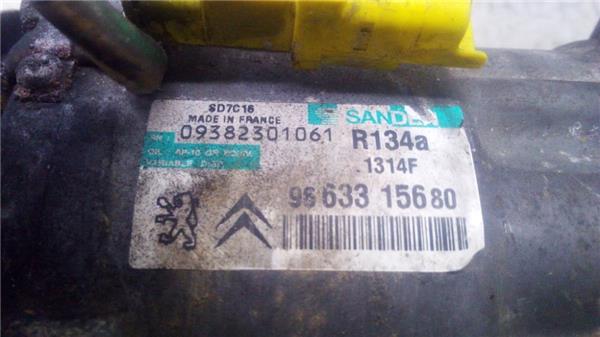 SD7C16
MADE IN FRANCE
SANDEN
09382301061
R134a
1314F
96 633 156 80